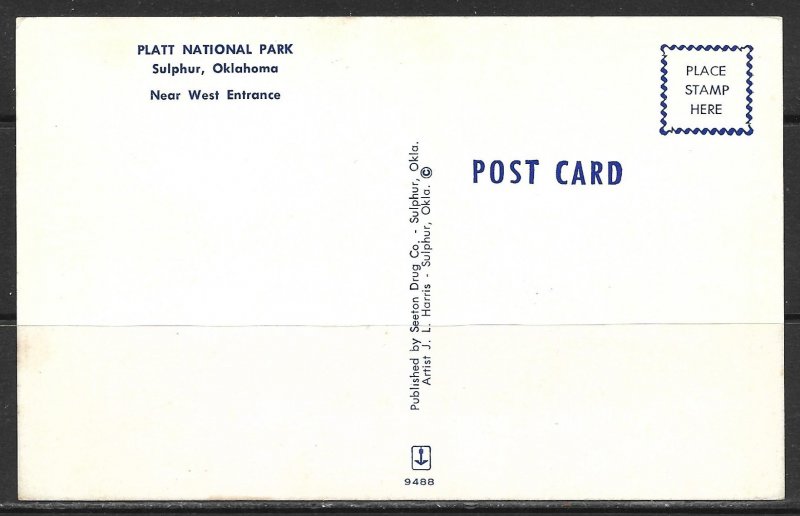 PLATT NATIONAL PARK
Sulphur, Oklahoma
Near West Entrance
PLACE
STAMP
HERE
POST CARD
Published by Seeton Drug Co. - Sulphur, Okla.
Artist J. L. Harris - Sulphur, Okla. ©
9488